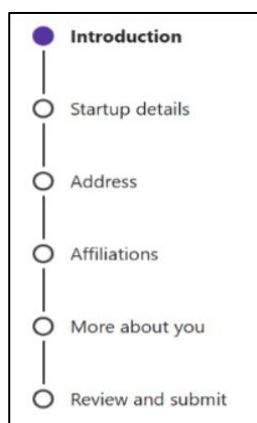 Introduction
Startup details
Address
Affiliations
More about you
Review and submit